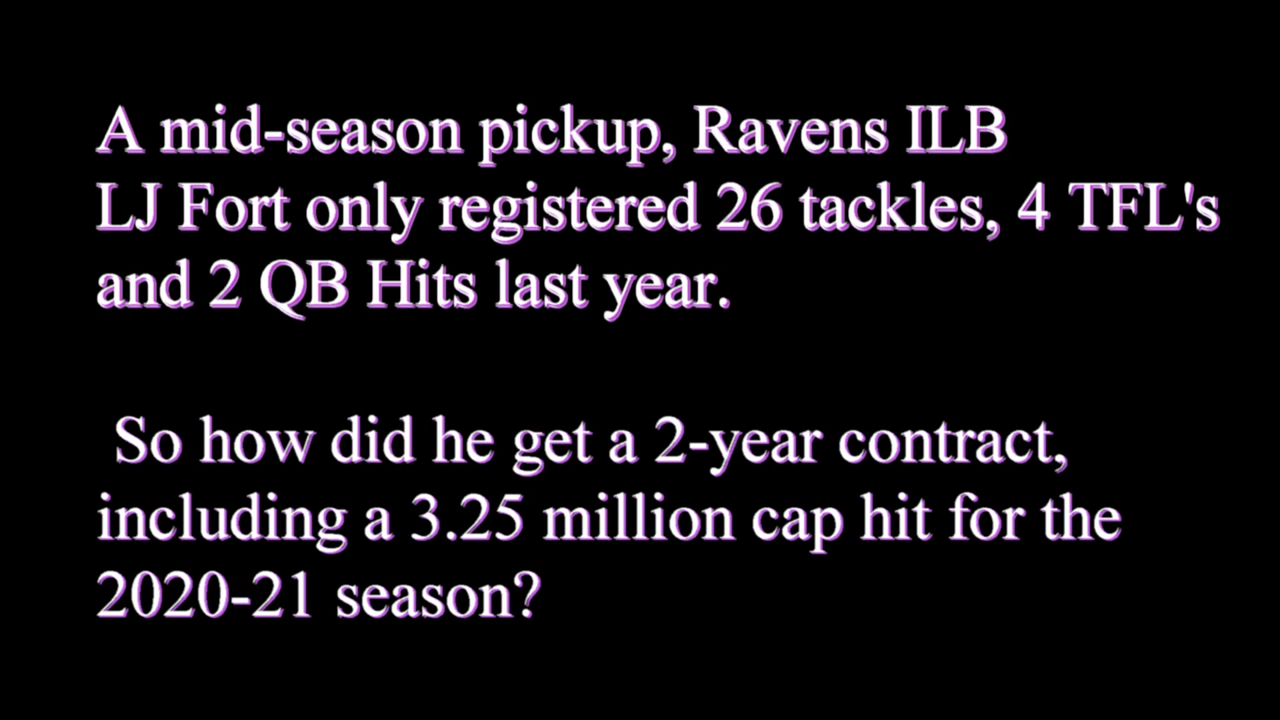 A mid-season pickup, Ravens ILB
LJ Fort only registered 26 tackles, 4 TFL's
and 2 QB Hits last year.
So how did he get a 2-year contract,
including a 3.25 million cap hit for the
2020-21 season?